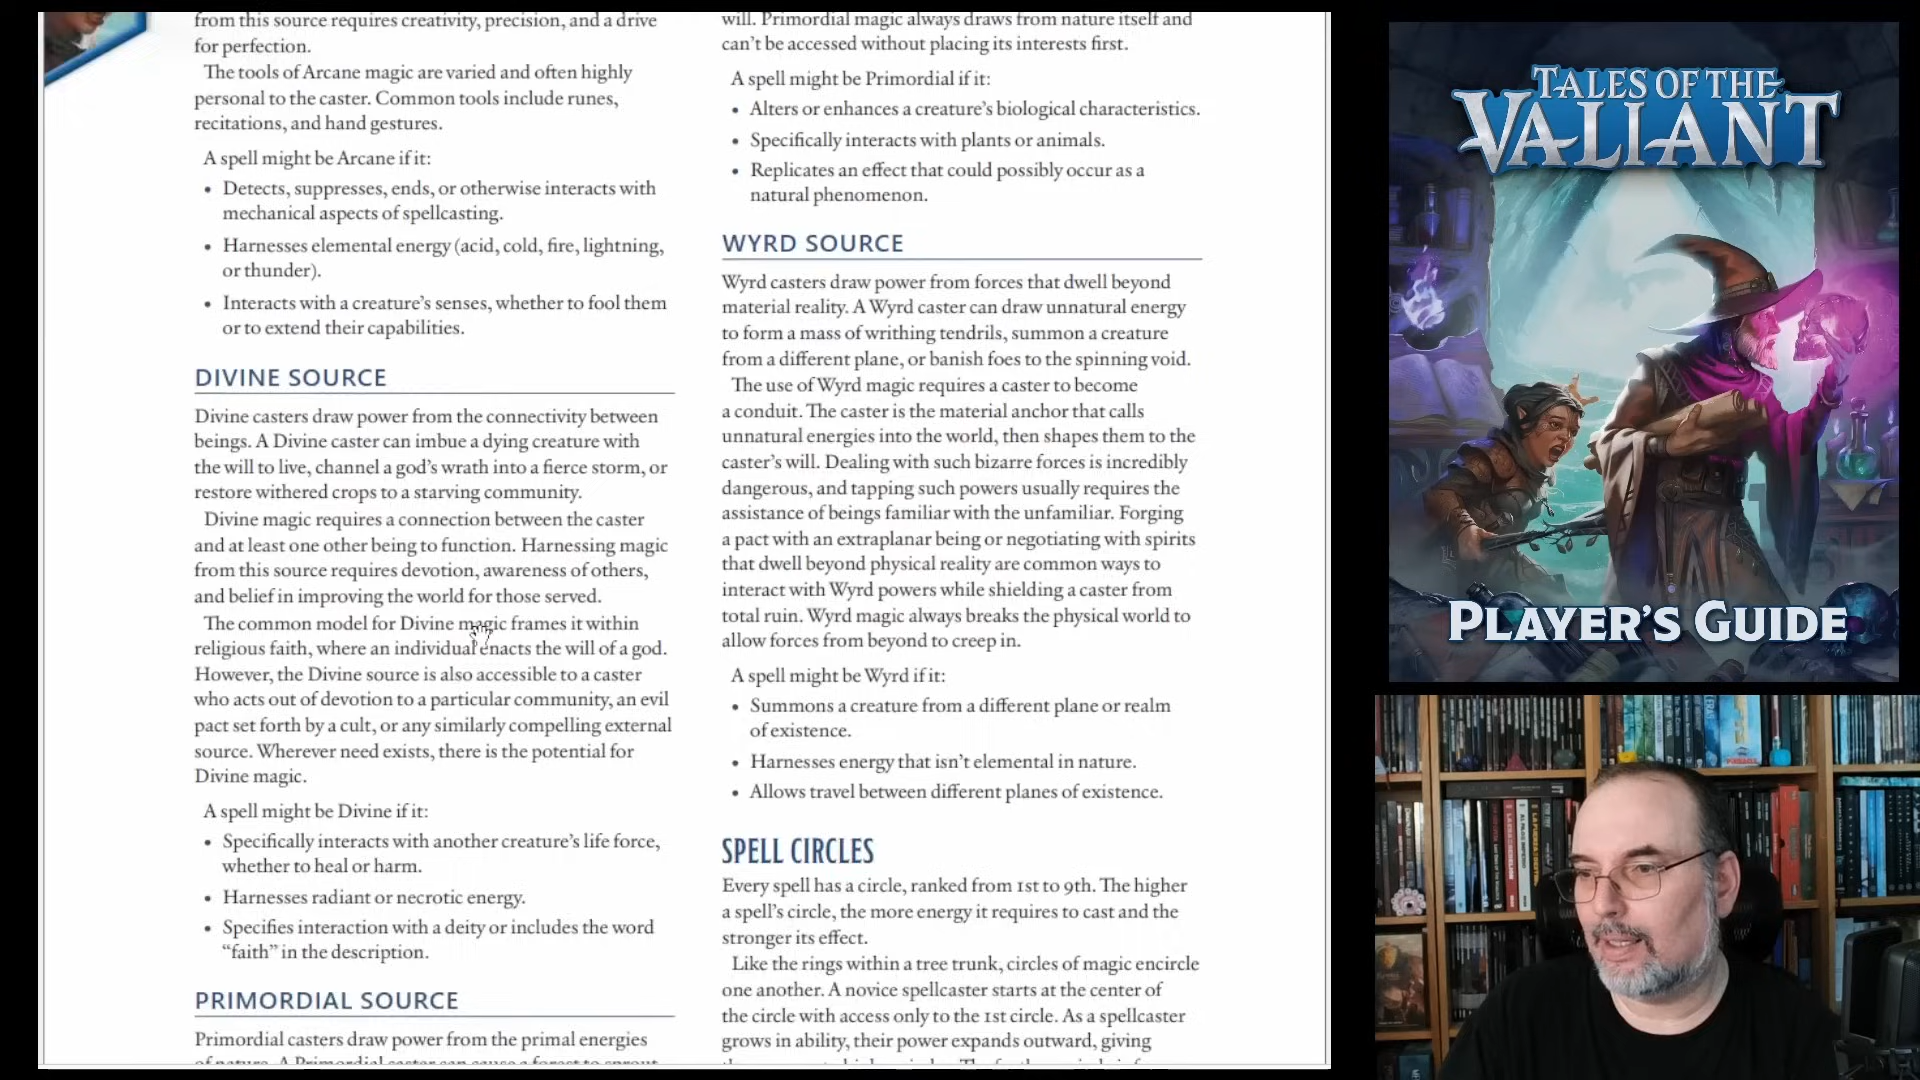 from this source requires creativity, precision, and a drive
for perfection.
The tools of Arcane magic are varied and often highly
personal to the caster. Common tools include runes,
recitations, and hand gestures.
A spell might be Arcane if it:
• Detects, suppresses, ends, or otherwise interacts with
mechanical aspects of spellcasting.
• Harnesses elemental energy (acid, cold, fire, lightning,
or thunder).
• Interacts with a creature’s senses, whether to fool them
or to extend their capabilities.
DIVINE SOURCE
Divine casters draw power from the connectivity between
beings. A Divine caster can imbue a dying creature with
the will to live, channel a god’s wrath into a fierce storm, or
restore withered crops to a starving community.
Divine magic requires a connection between the caster
and at least one other being to function. Harnessing magic
from this source requires devotion, awareness of others,
and belief in improving the world for those served.
The common model for Divine magic frames it within
religious faith, where an individual enacts the will of a god.
However, the Divine source is also accessible to a caster
who acts out of devotion to a particular community, an evil
pact set forth by a cult, or any similarly compelling external
source. Wherever need exists, there is the potential for
Divine magic.
A spell might be Divine if it:
• Specifically interacts with another creature’s life force,
whether to heal or harm.
• Harnesses radiant or necrotic energy.
• Specifies interaction with a deity or includes the word
“faith” in the description.
PRIMORDIAL SOURCE
Primordial casters draw power from the primal energies
will. Primordial magic always draws from nature itself and
can’t be accessed without placing its interests first.
A spell might be Primordial if it:
• Alters or enhances a creature’s biological characteristics.
• Specifically interacts with plants or animals.
• Replicates an effect that could possibly occur as a
natural phenomenon.
WYRD SOURCE
Wyrd casters draw power from forces that dwell beyond
material reality. A Wyrd caster can draw unnatural energy
to form a mass of writhing tendrils, summon a creature
from a different plane, or banish foes to the spinning void.
The use of Wyrd magic requires a caster to become
a conduit. The caster is the material anchor that calls
unnatural energies into the world, then shapes them to the
caster’s will. Dealing with such bizarre forces is incredibly
dangerous, and tapping such powers usually requires the
assistance of beings familiar with the unfamiliar. Forging
a pact with an extraplanar being or negotiating with spirits
that dwell beyond physical reality are common ways to
interact with Wyrd powers while shielding a caster from
total ruin. Wyrd magic always breaks the physical world to
allow forces from beyond to creep in.
A spell might be Wyrd if it:
• Summons a creature from a different plane or realm
of existence.
• Harnesses energy that isn’t elemental in nature.
• Allows travel between different planes of existence.
SPELL CIRCLES
Every spell has a circle, ranked from 1st to 9th. The higher
a spell’s circle, the more energy it requires to cast and the
stronger its effect.
Like the rings within a tree trunk, circles of magic encircle
one another. A novice spellcaster starts at the center of
the circle with access only to the 1st circle. As a spellcaster
grows in ability, their power expands outward, giving
TALES OF THE
VALIANT
PLAYER’S GUIDE